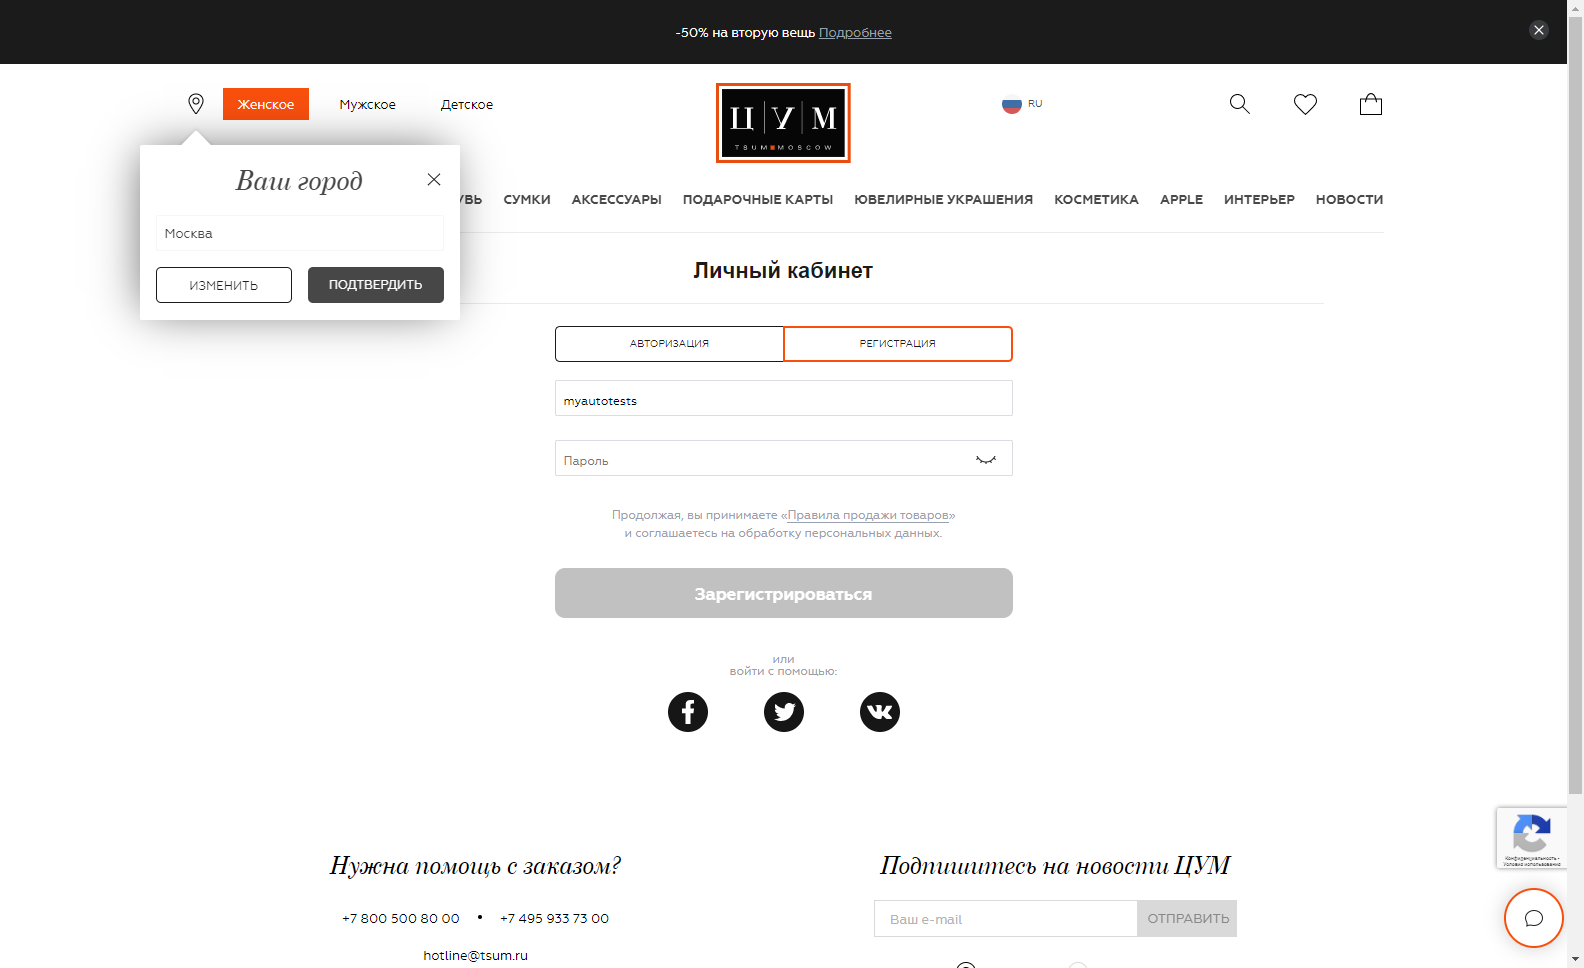 -50% на вторую вещь Подробнее
Женское
Мужское
Детское
Ц У М
TSUM MOSCOW
RU
Ваш город
Москва
ИЗМЕНИТЬ
ПОДТВЕРДИТЬ
СУМКИ
АКСЕССУАРЫ
ПОДАРОЧНЫЕ КАРТЫ
ЮВЕЛИРНЫЕ УКРАШЕНИЯ
КОСМЕТИКА
APPLE
ИНТЕРЬЕР
НОВОСТИ
Личный кабинет
АВТОРИЗАЦИЯ
РЕГИСТРАЦИЯ
myautotests
Пароль
Продолжая, вы принимаете «Правила продажи товаров»
и соглашаетесь на обработку персональных данных.
Зарегистрироваться
или
войти с помощью:
Конфиденциальность -
Условия использования
Нужна помощь с заказом?
+7 800 500 80 00 • +7 495 933 73 00
hotline@tsum.ru
Подпишитесь на новости ЦУМ
Ваш e-mail
ОТПРАВИТЬ